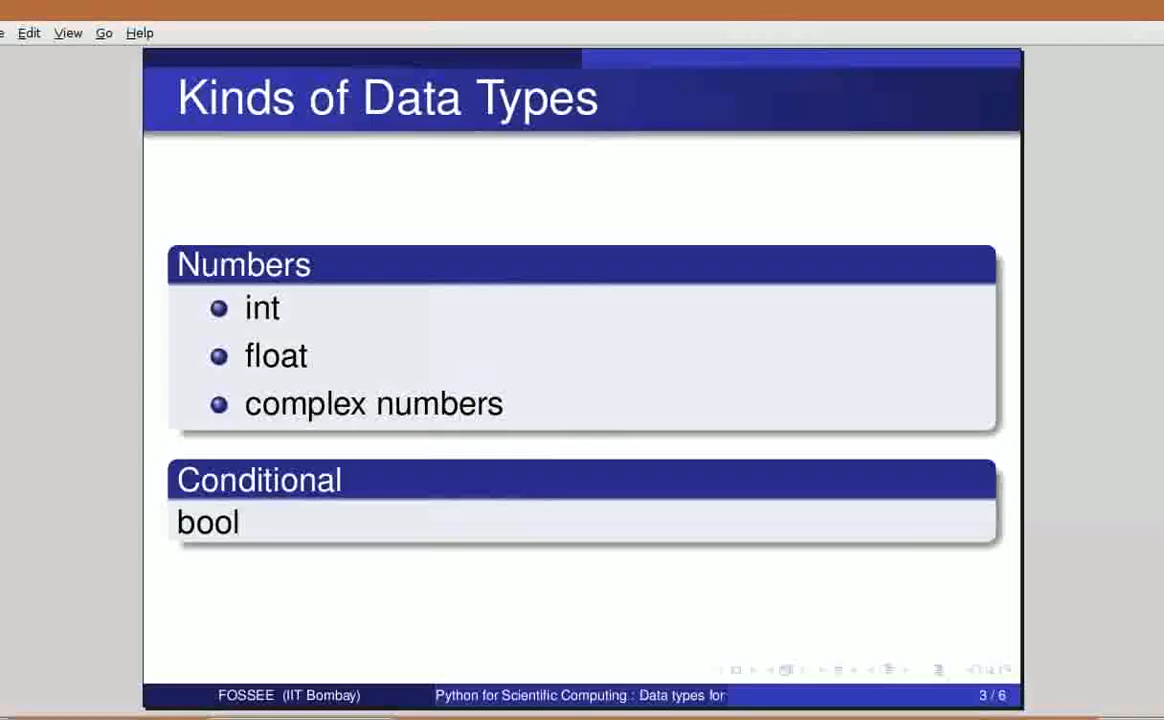 Edit View Go Help
Kinds of Data Types
Numbers
int
float
complex numbers
Conditional
bool
FOSSEE (IIT Bombay) Python for Scientific Computing : Data types for 3 / 6